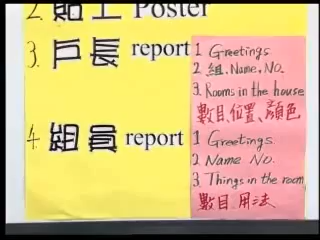 2. 貼上 Poster
3. 戶長 report
1 Greetings
2. 組, Name, No.
3. Rooms in the house
數目、位置、顏色
4. 組員 report
1 Greetings.
2. Name No.
3. Things in the room
數目.用法